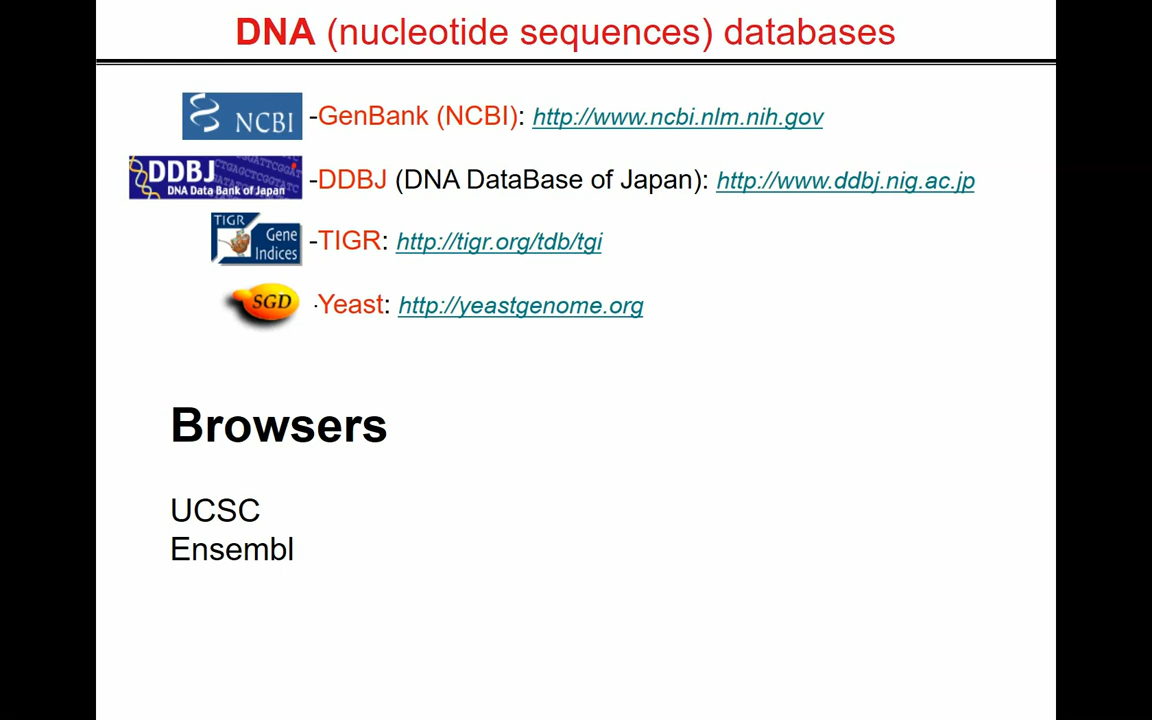 DNA (nucleotide sequences) databases
NCBI -GenBank (NCBI): http://www.ncbi.nlm.nih.gov
DDBJ
DNA Data Bank of Japan
-DDBJ (DNA DataBase of Japan): http://www.ddbj.nig.ac.jp
TIGR
Gene
Indices
-TIGR: http://tigr.org/tdb/tgi
SGD ·Yeast: http://yeastgenome.org
Browsers
UCSC
Ensembl